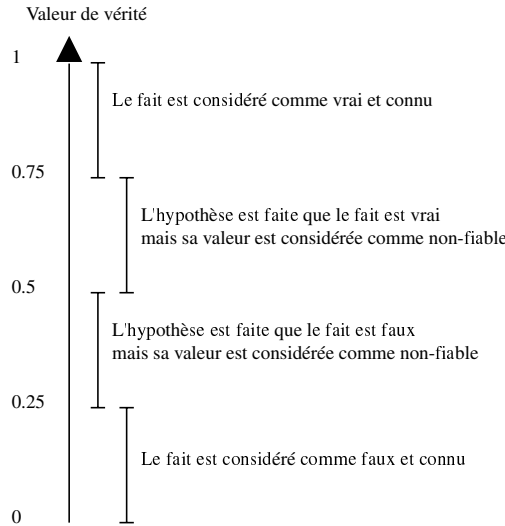 Valeur de vérité
1
Le fait est considéré comme vrai et connu
0.75
L'hypothèse est faite que le fait est vrai
mais sa valeur est considérée comme non-fiable
0.5
L'hypothèse est faite que le fait est faux
mais sa valeur est considérée comme non-fiable
0.25
Le fait est considéré comme faux et connu
0